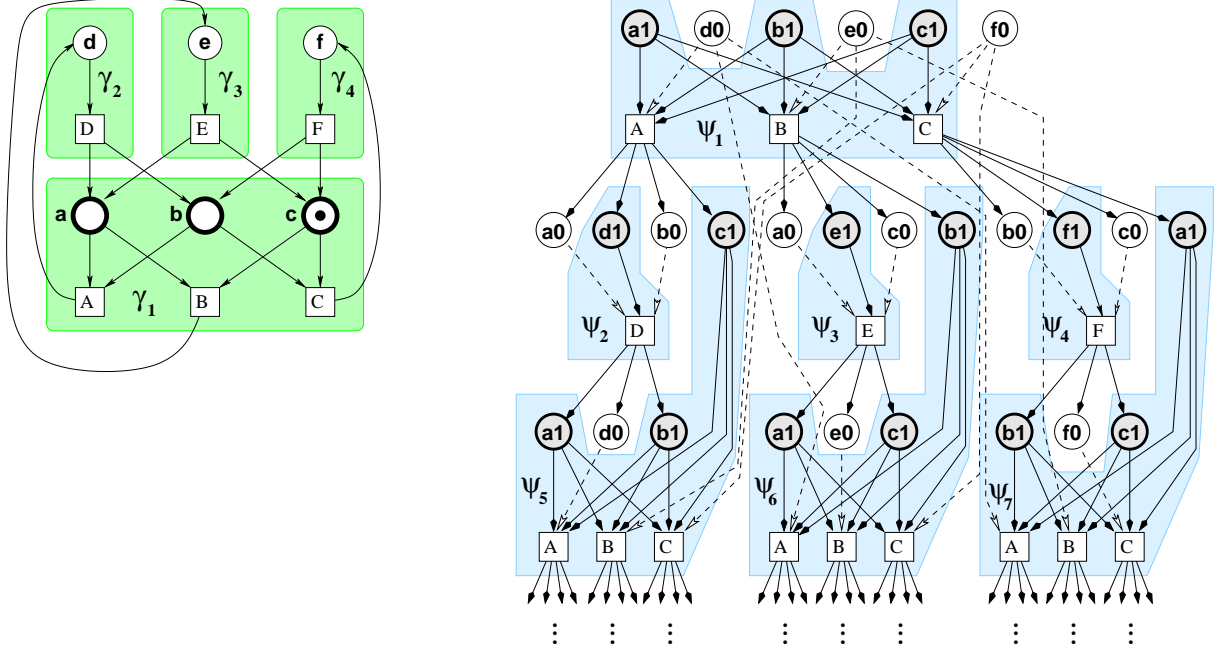 d e f
γ2 γ3 γ4
D E F
a b c
A γ1 B C
a1 d0 b1 e0 c1 f0
A ψ1 B C
a0 d1 b0 c1 a0 e1 c0 b1 b0 f1 c0 a1
ψ2 D ψ3 E ψ4 F
a1 d0 b1 a1 e0 c1 b1 f0 c1
ψ5 ψ6 ψ7
A B C A B C A B C